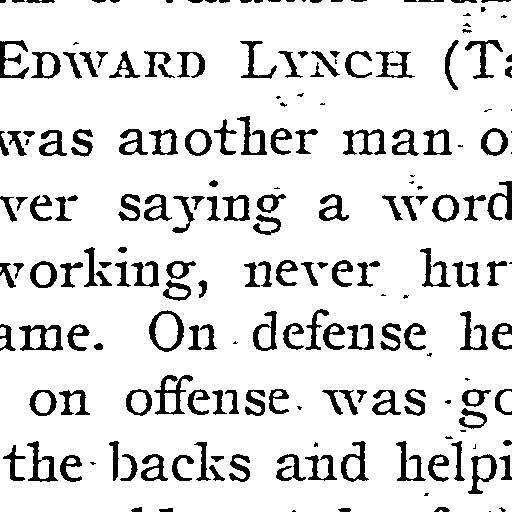 EDWARD LYNCH (Ta
was another man o
ver saying a word
working, never hur
ame. On defense he
on offense was go
the backs and helpi